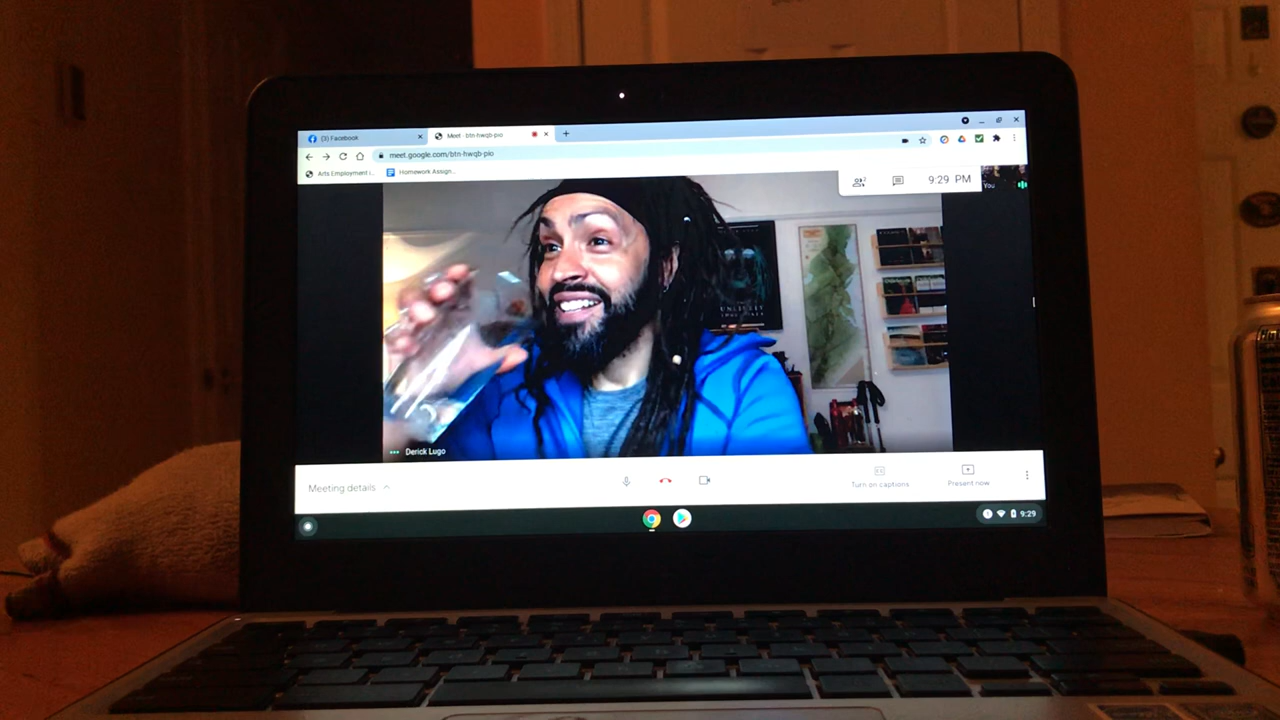 (3) Facebook
Meet - btn-hwqb-pio
meet.google.com/btn-hwqb-pio
Arts Employment i...
Homework Assign...
2
9:29 PM
You
Derick Lugo
Meeting details
Turn on captions
Present now
9:29